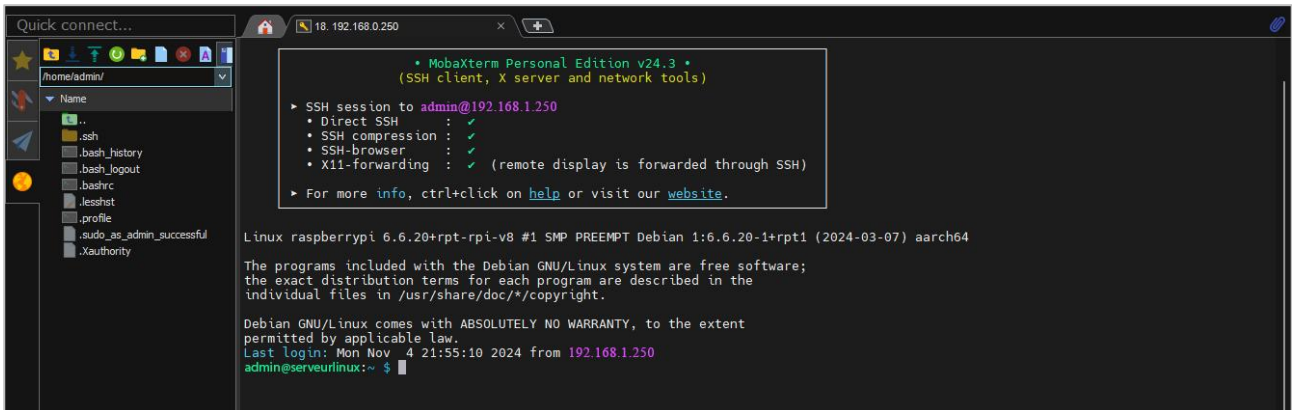 Quick connect...
18. 192.168.0.250
/home/admin/
Name
..
.ssh
.bash_history
.bash_logout
.bashrc
.lesshst
.profile
.sudo_as_admin_successful
.Xauthority
• MobaXterm Personal Edition v24.3 •
(SSH client, X server and network tools)
► SSH session to admin@192.168.1.250
• Direct SSH : ✔
• SSH compression : ✔
• SSH-browser : ✔
• X11-forwarding : ✔ (remote display is forwarded through SSH)
► For more info, ctrl+click on help or visit our website.
Linux raspberrypi 6.6.20+rpt-rpi-v8 #1 SMP PREEMPT Debian 1:6.6.20-1+rpt1 (2024-03-07) aarch64
The programs included with the Debian GNU/Linux system are free software;
the exact distribution terms for each program are described in the
individual files in /usr/share/doc/*/copyright.
Debian GNU/Linux comes with ABSOLUTELY NO WARRANTY, to the extent
permitted by applicable law.
Last login: Mon Nov  4 21:55:10 2024 from 192.168.1.250
admin@serveurlinux:~ $